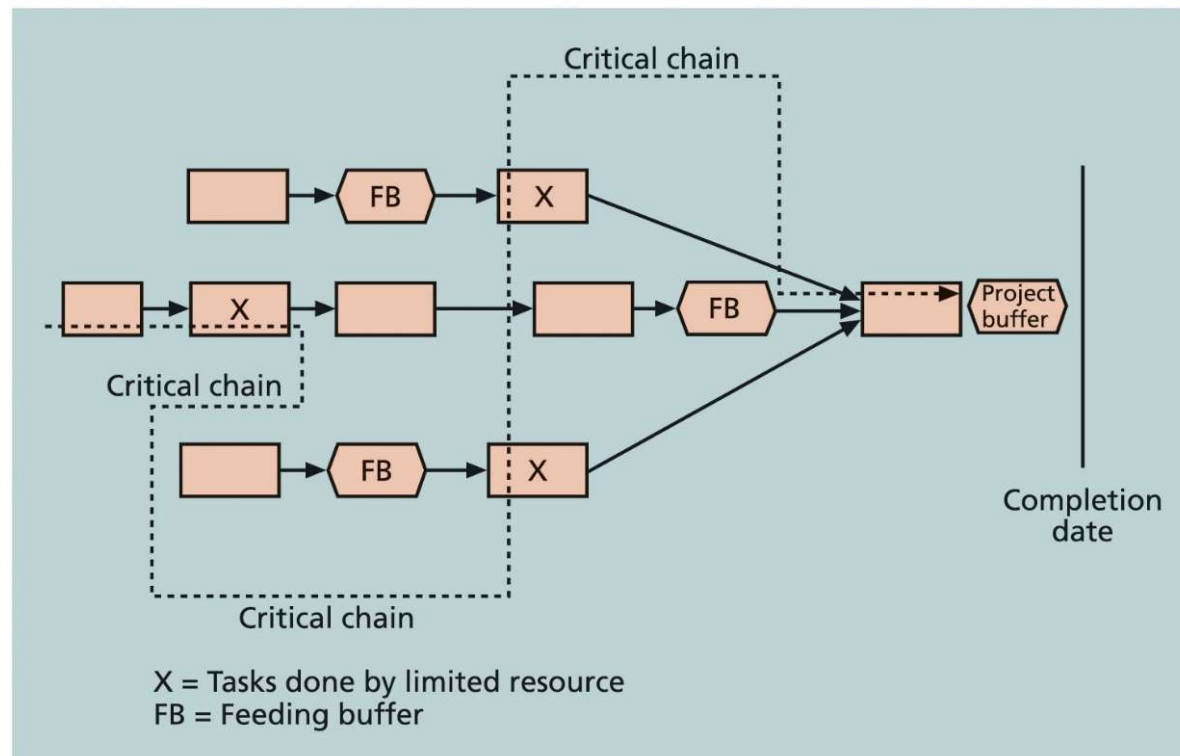 Critical chain
FB
X
X
FB
Project
buffer
Critical chain
FB
X
Completion
date
Critical chain
X = Tasks done by limited resource
FB = Feeding buffer